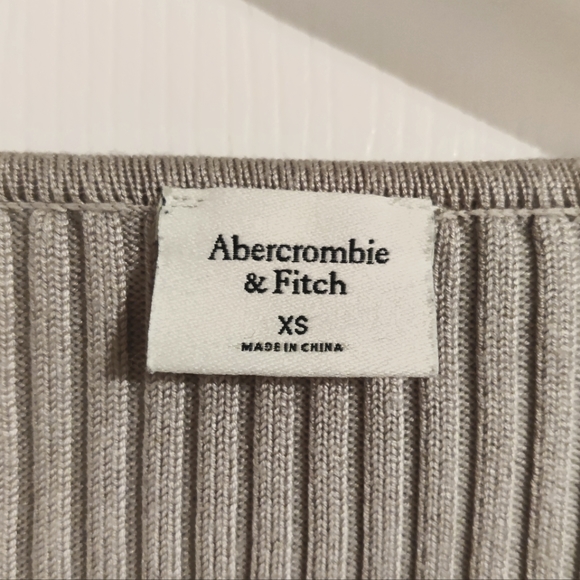 Abercrombie
& Fitch
XS
MADE IN CHINA